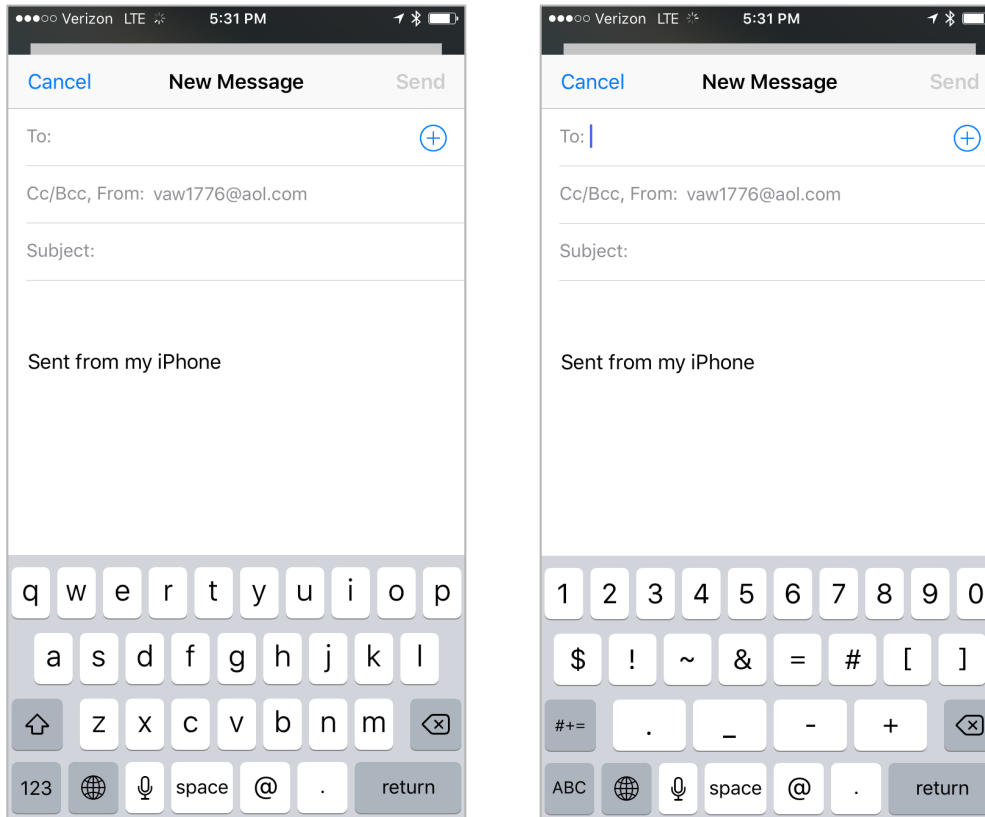 Verizon LTE 5:31 PM
Cancel New Message Send
To:
Cc/Bcc, From: vaw1776@aol.com
Subject:
Sent from my iPhone
q w e r t y u i o p
a s d f g h j k l
z x c v b n m
123 space @ . return
Verizon LTE 5:31 PM
Cancel New Message Send
To:
Cc/Bcc, From: vaw1776@aol.com
Subject:
Sent from my iPhone
1 2 3 4 5 6 7 8 9 0
$ ! ~ & = # [ ]
#+= . _ - +
ABC space @ . return